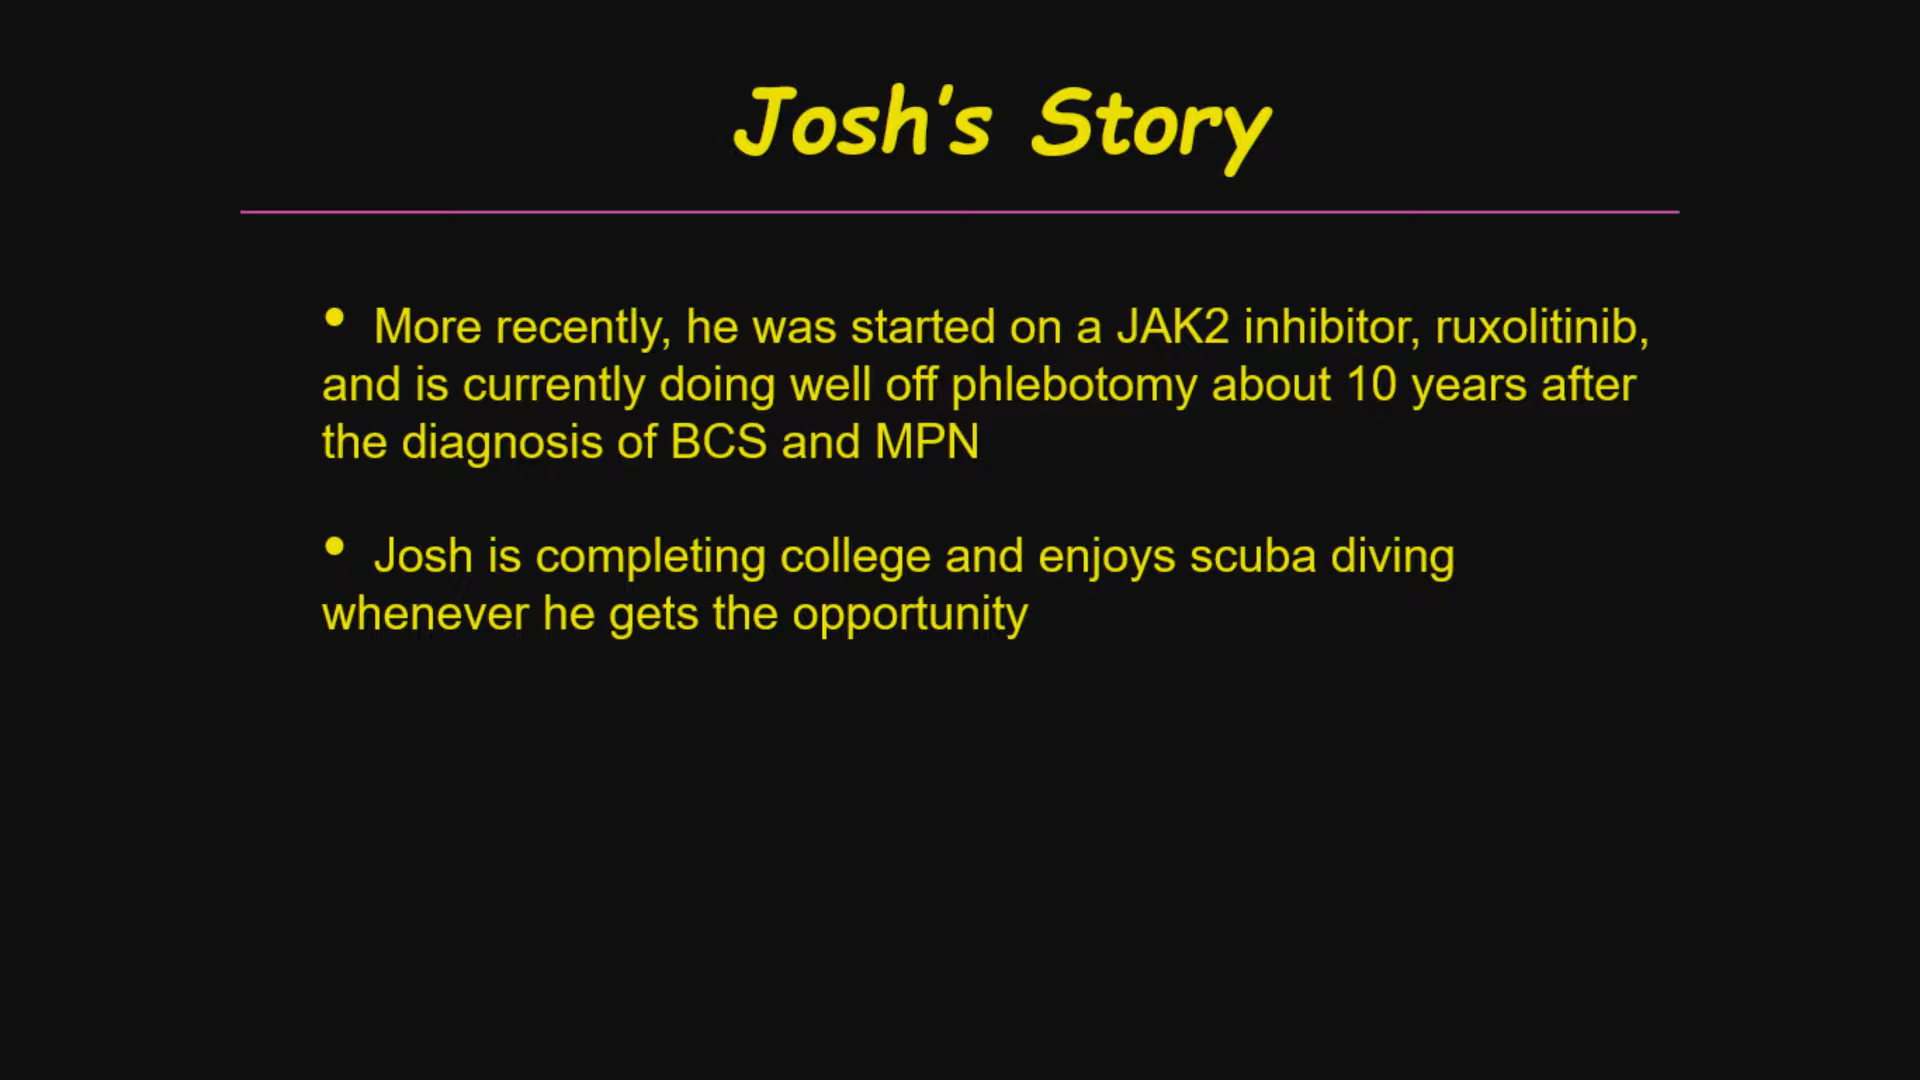 Josh's Story
• More recently, he was started on a JAK2 inhibitor, ruxolitinib,
and is currently doing well off phlebotomy about 10 years after
the diagnosis of BCS and MPN
• Josh is completing college and enjoys scuba diving
whenever he gets the opportunity